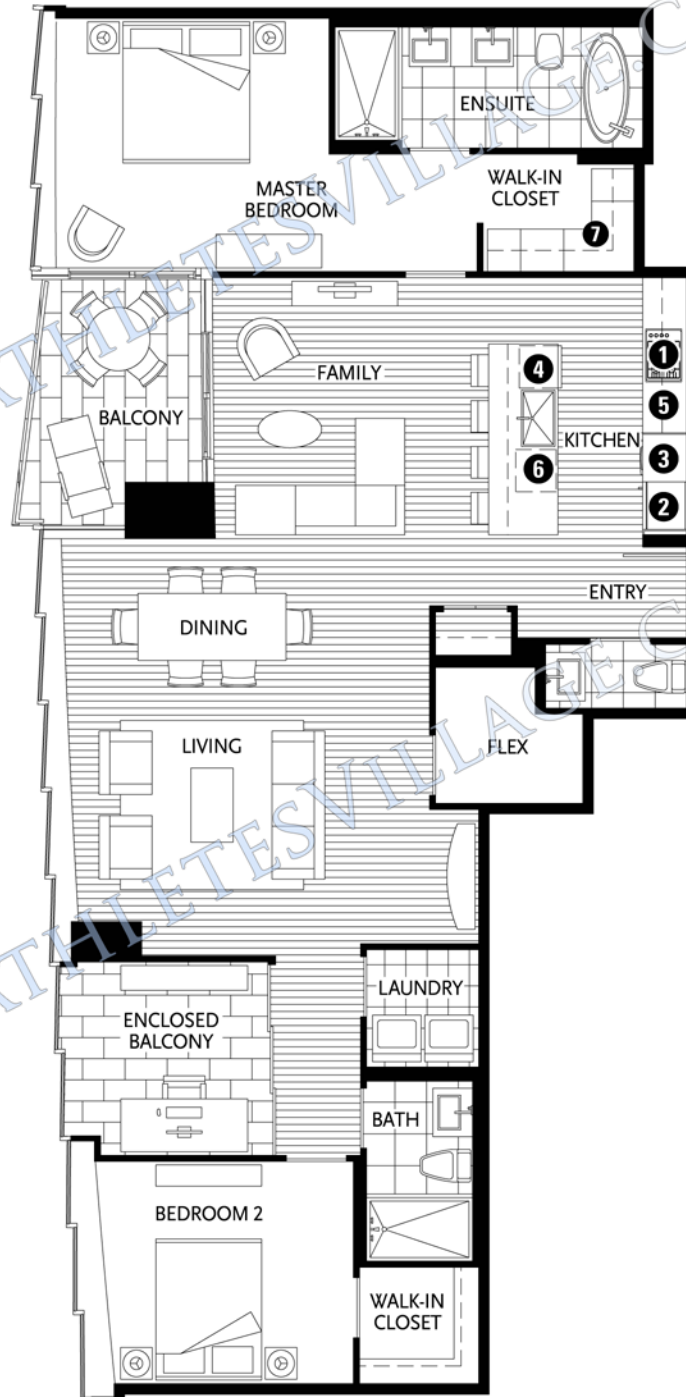 ENSUITE
MASTER
BEDROOM
WALK-IN
CLOSET
7
ATHLETESVILLAGE.C
1
FAMILY
4
5
BALCONY
KITCHEN
3
6
2
ENTRY
DINING
LIVING
FLEX
ATHLETESVILLAGE.C
LAUNDRY
ENCLOSED
BALCONY
BATH
BEDROOM 2
WALK-IN
CLOSET